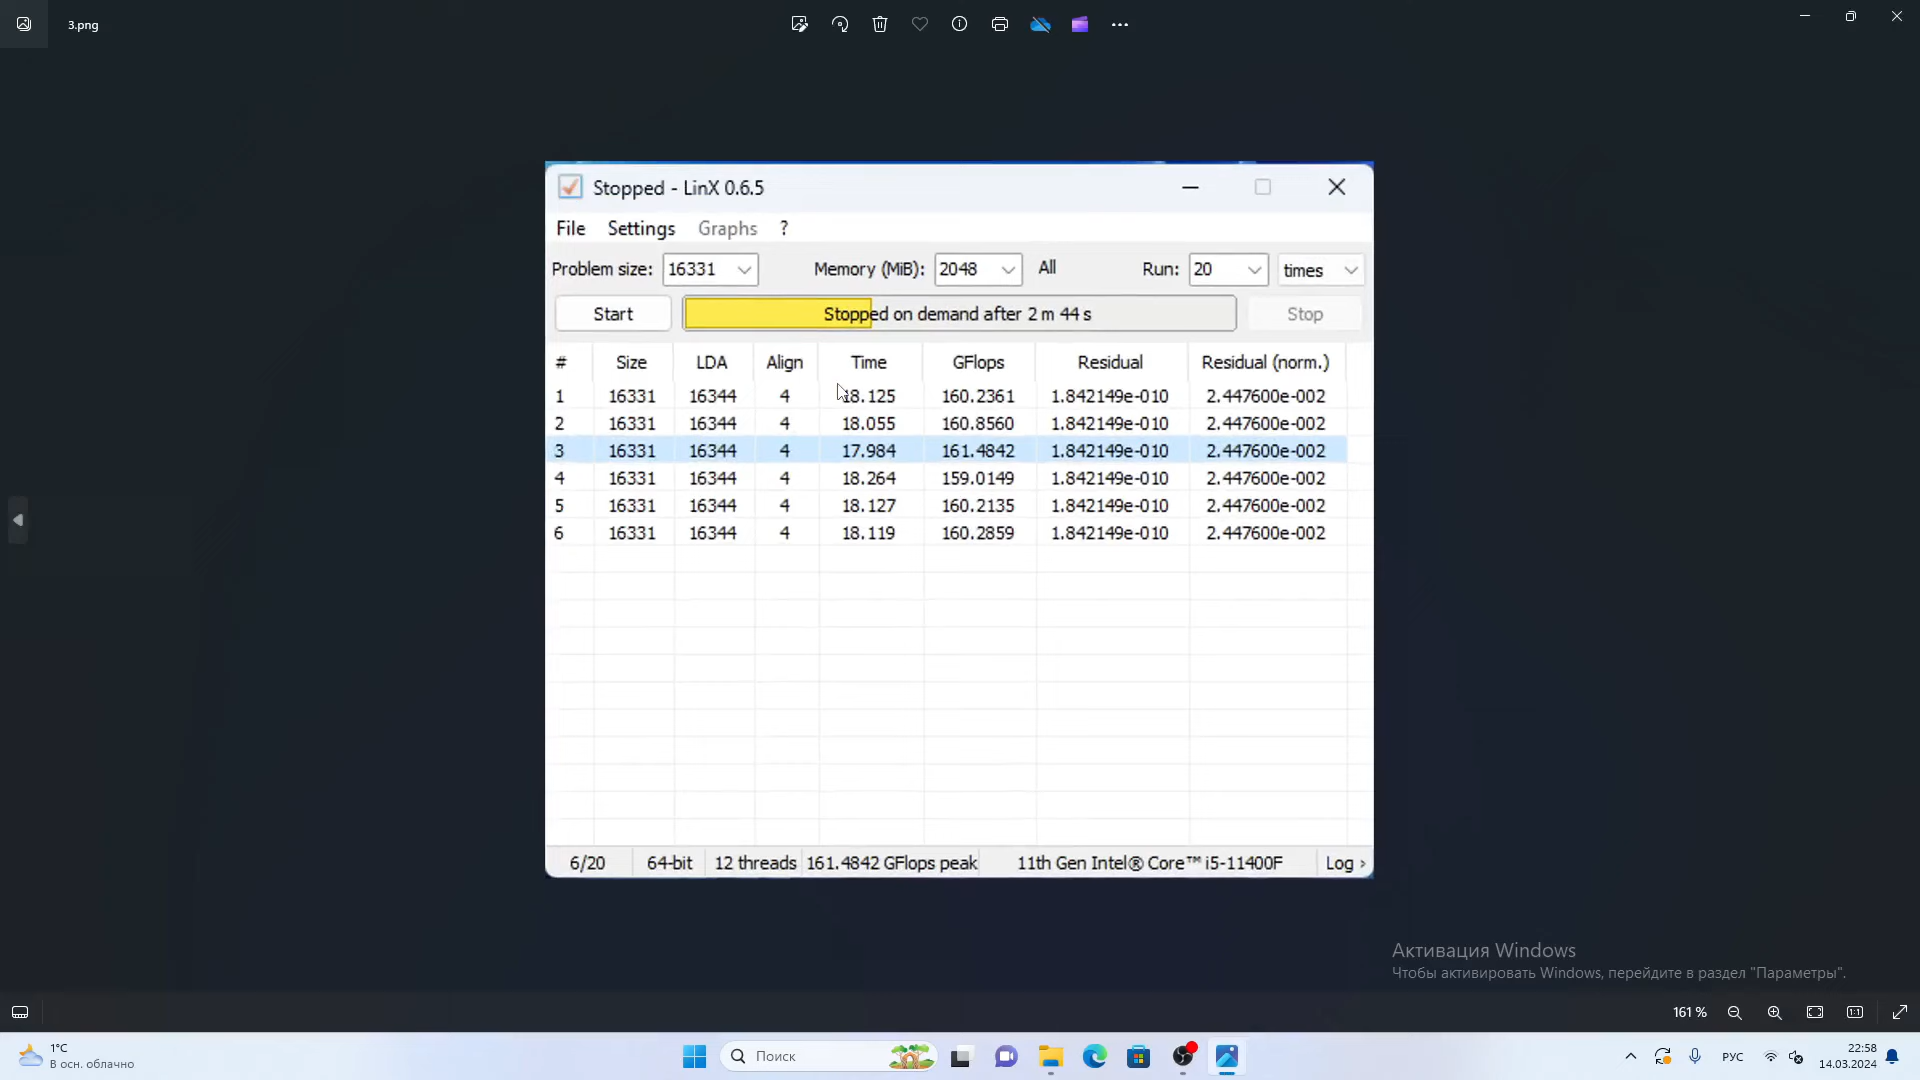 3.png
Stopped - LinX 0.6.5
File Settings Graphs ?
Problem size: 16331 Memory (MiB): 2048 All Run: 20 times
Start Stopped on demand after 2 m 44 s Stop
# Size LDA Align Time GFlops Residual Residual (norm.)
1 16331 16344 4 18.125 160.2361 1.842149e-010 2.447600e-002
2 16331 16344 4 18.055 160.8560 1.842149e-010 2.447600e-002
3 16331 16344 4 17.984 161.4842 1.842149e-010 2.447600e-002
4 16331 16344 4 18.264 159.0149 1.842149e-010 2.447600e-002
5 16331 16344 4 18.127 160.2135 1.842149e-010 2.447600e-002
6 16331 16344 4 18.119 160.2859 1.842149e-010 2.447600e-002
6/20 64-bit 12 threads 161.4842 GFlops peak 11th Gen Intel® Core™ i5-11400F Log ›
Активация Windows
Чтобы активировать Windows, перейдите в раздел "Параметры".
161 %
1°C
В осн. облачно
Поиск
РУС
22:58
14.03.2024